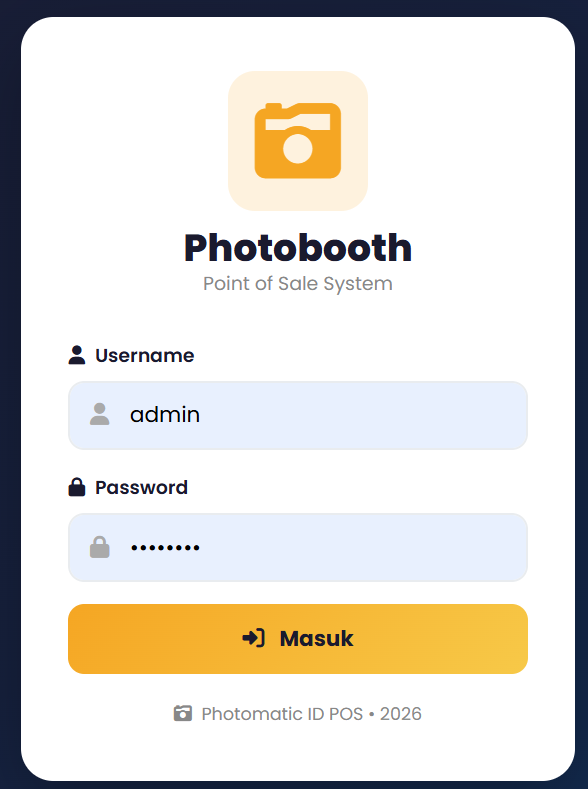 Photobooth
Point of Sale System
Username
admin
Password
••••••••
Masuk
Photomatic ID POS • 2026